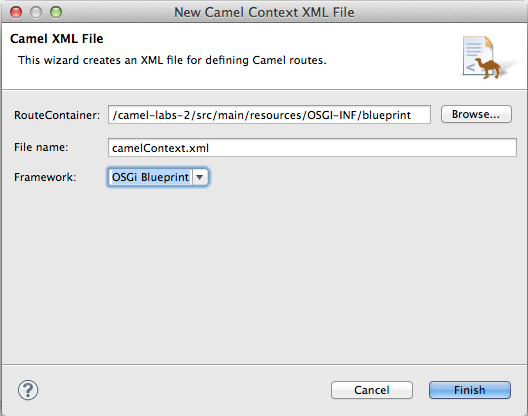 New Camel Context XML File
Camel XML File
This wizard creates an XML file for defining Camel routes.
RouteContainer: /camel-labs-2/src/main/resources/OSGI-INF/blueprint Browse...
File name: camelContext.xml
Framework: OSGi Blueprint
? Cancel Finish